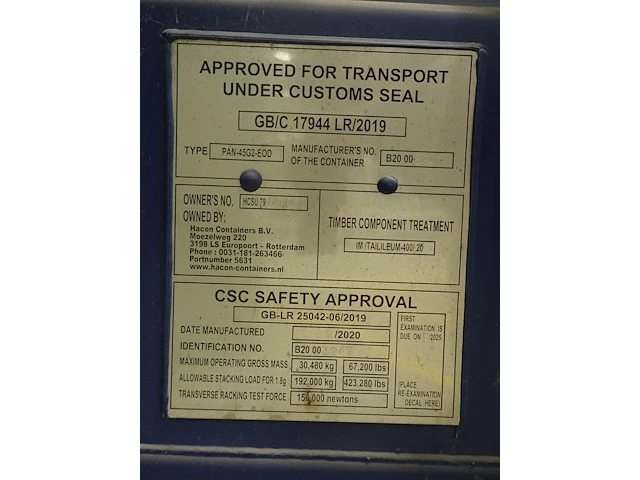 APPROVED FOR TRANSPORT
UNDER CUSTOMS SEAL
GB/C 17944 LR/2019
TYPE PAN-45G2-EOD MANUFACTURER'S NO. OF THE CONTAINER B20 00
OWNER'S NO. HCSU 79
OWNED BY:
Hacon Containers B.V.
Moezelweg 220
3198 LS Europoort - Rotterdam
Phone : 0031-181-263466
Portnumber 5631
www.hacon-containers.nl
TIMBER COMPONENT TREATMENT
IM /TAILILEUM-400/ 20
CSC SAFETY APPROVAL
GB-LR 25042-06/2019
DATE MANUFACTURED /2020
IDENTIFICATION NO. B20 00
MAXIMUM OPERATING GROSS MASS 30,480 kg 67,200 lbs
ALLOWABLE STACKING LOAD FOR 1.8g 192,000 kg 423,280 lbs
TRANSVERSE RACKING TEST FORCE 150,000 newtons
FIRST
EXAMINATION IS
DUE ON 2025
(PLACE
RE-EXAMINATION
DECAL HERE)